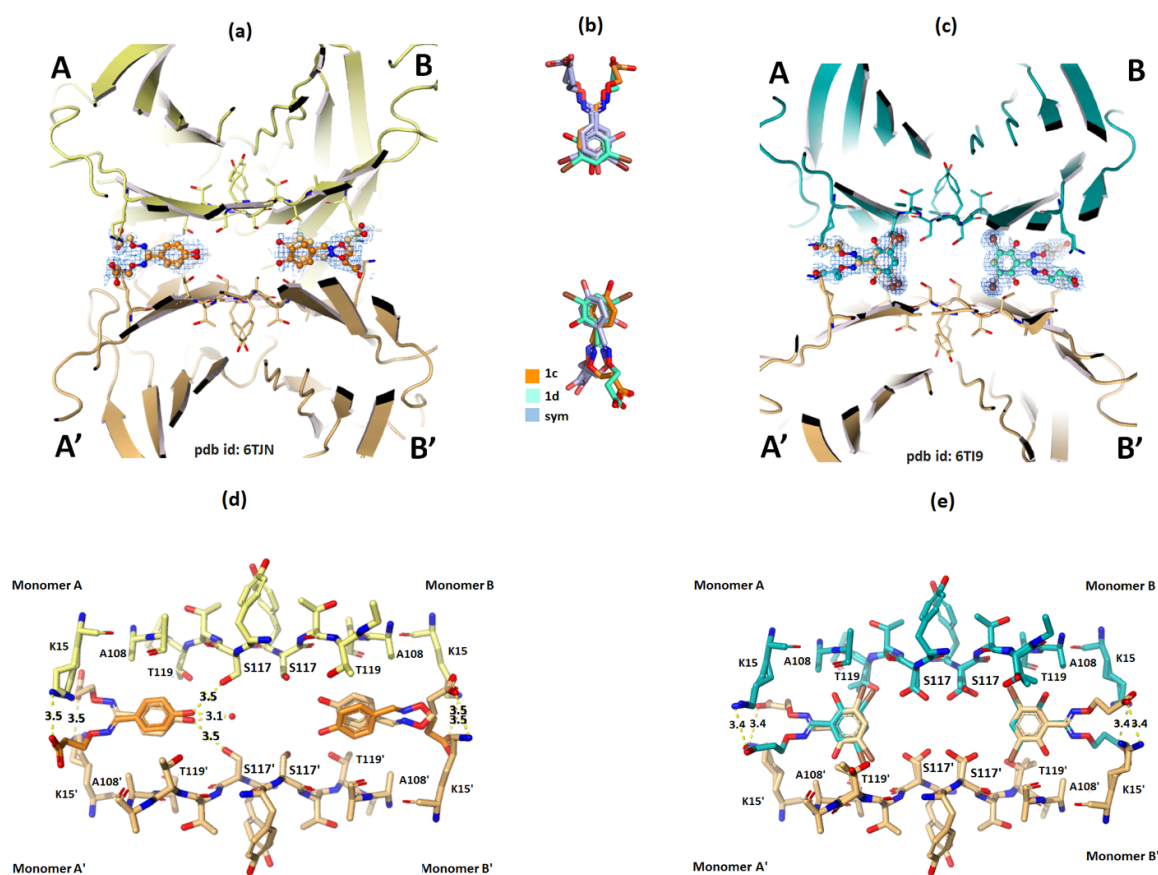 (a)
(b)
(c)
A
B
A
B
1c
1d
sym
A'
B'
A'
B'
pdb id: 6TJN
pdb id: 6TI9
(d)
(e)
Monomer A
Monomer B
K15
A108
T119
S117
S117
T119
A108
K15
3.5
3.5
3.5
3.1
3.5
3.5
3.5
K15'
A108'
T119'
S117'
S117'
T119'
A108'
K15'
Monomer A'
Monomer B'
Monomer A
Monomer B
K15
A108
T119
S117
S117
T119
A108
K15
3.4
3.4
3.4
3.4
K15'
A108'
T119'
S117'
S117'
T119'
A108'
K15'
Monomer A'
Monomer B'